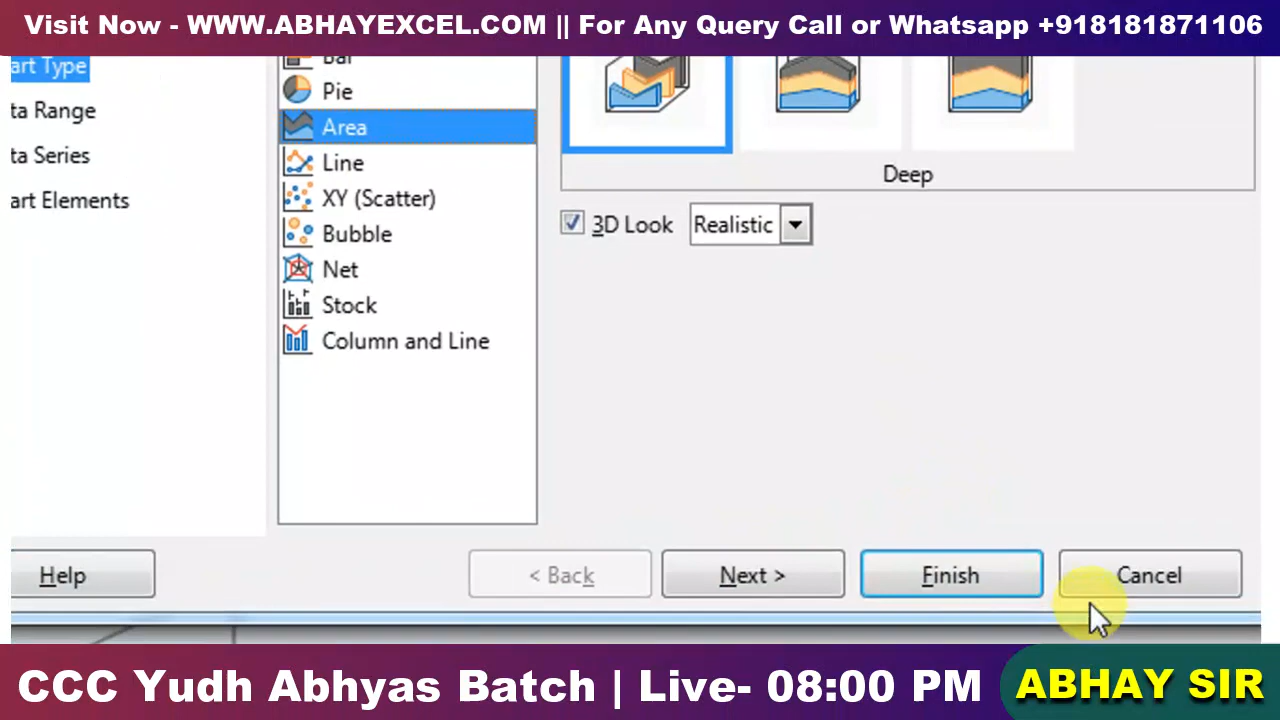 Visit Now - WWW.ABHAYEXCEL.COM || For Any Query Call or Whatsapp +918181871106
art Type
ta Range
ta Series
art Elements
Bar
Pie
Area
Line
XY (Scatter)
Bubble
Net
Stock
Column and Line
Deep
3D Look
Realistic
Help
< Back
Next >
Finish
Cancel
CCC Yudh Abhyas Batch | Live- 08:00 PM
ABHAY SIR